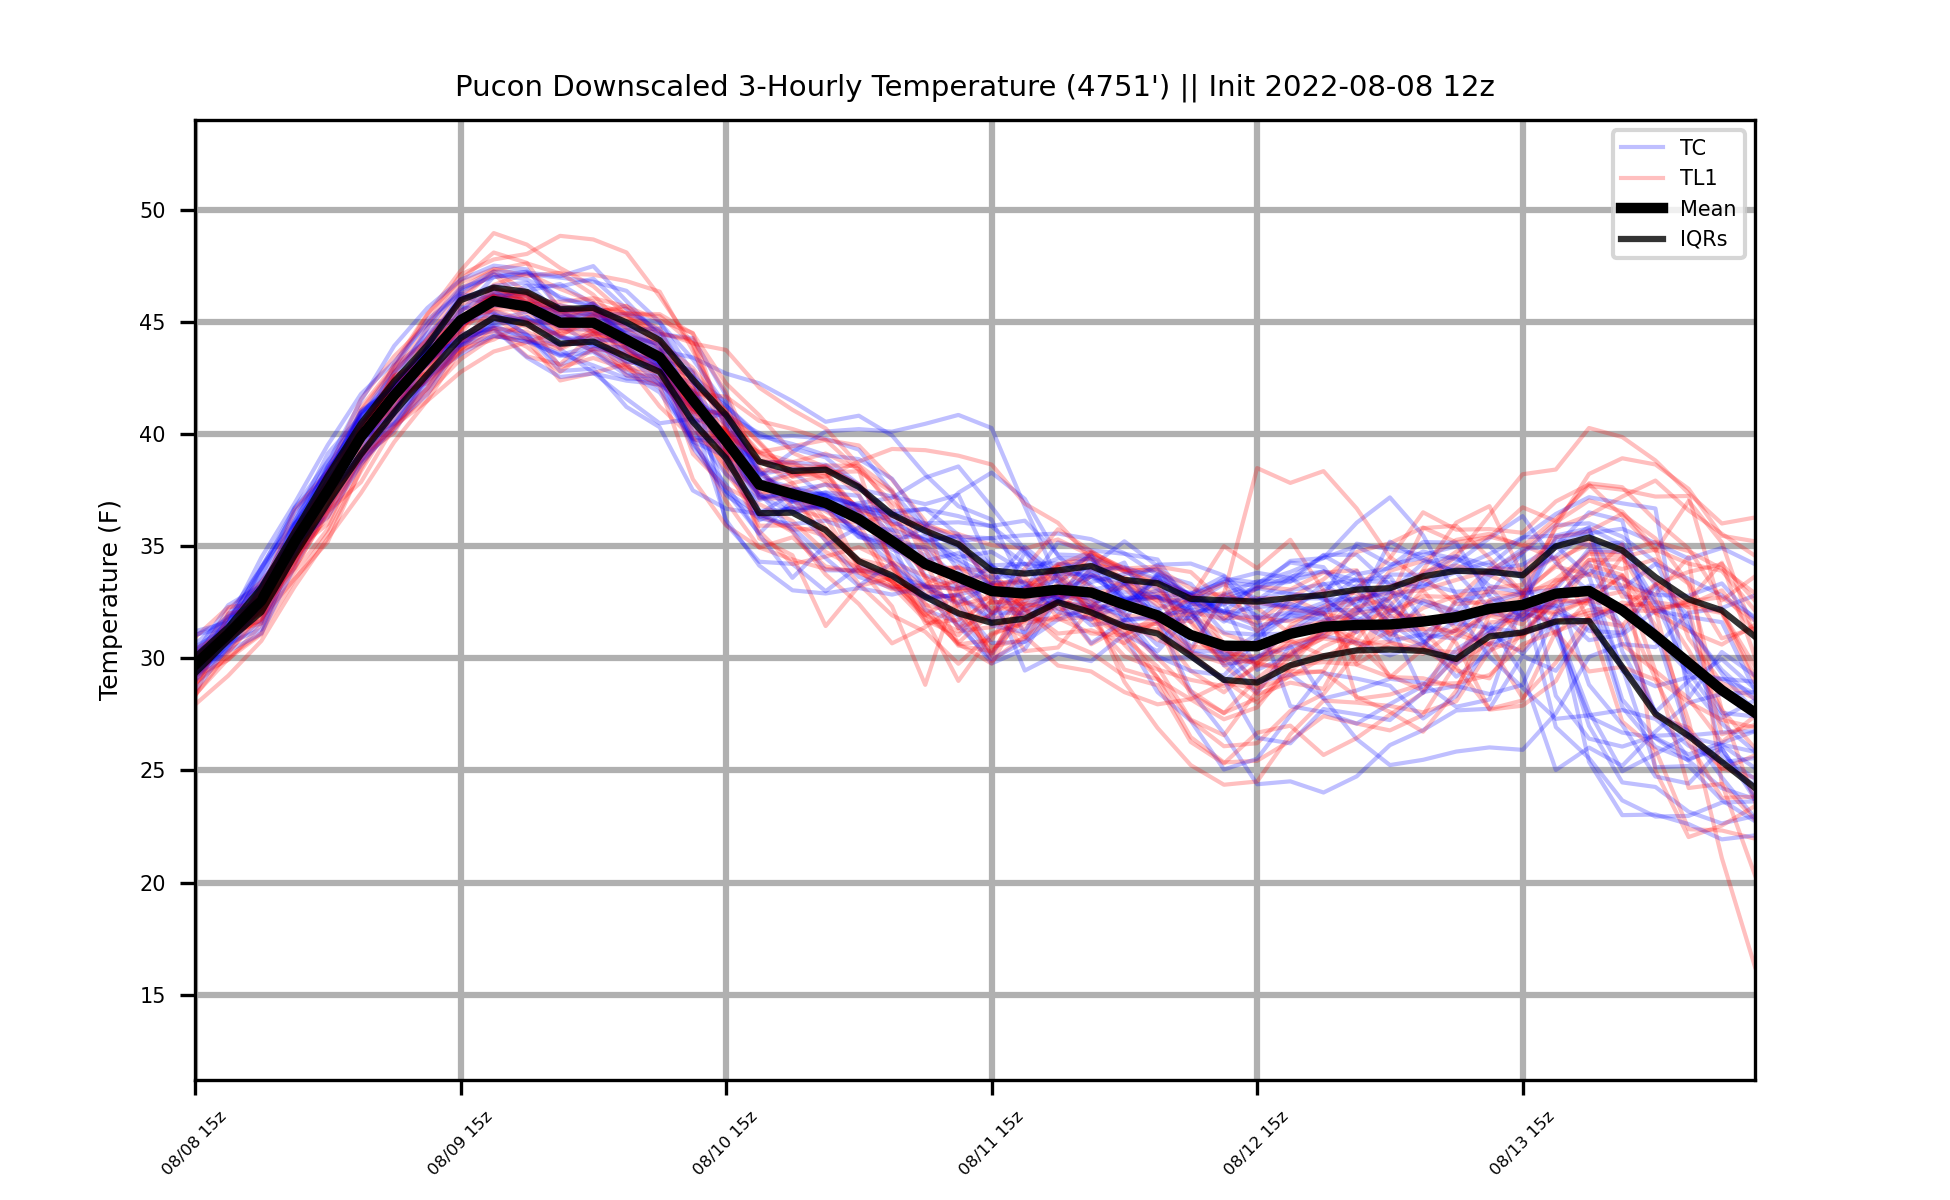 Pucon Downscaled 3-Hourly Temperature (4751') || Init 2022-08-08 12z
TC
TL1
Mean
IQRs
Temperature (F)
50
45
40
35
30
25
20
15
08/08 15z
08/09 15z
08/10 15z
08/11 15z
08/12 15z
08/13 15z